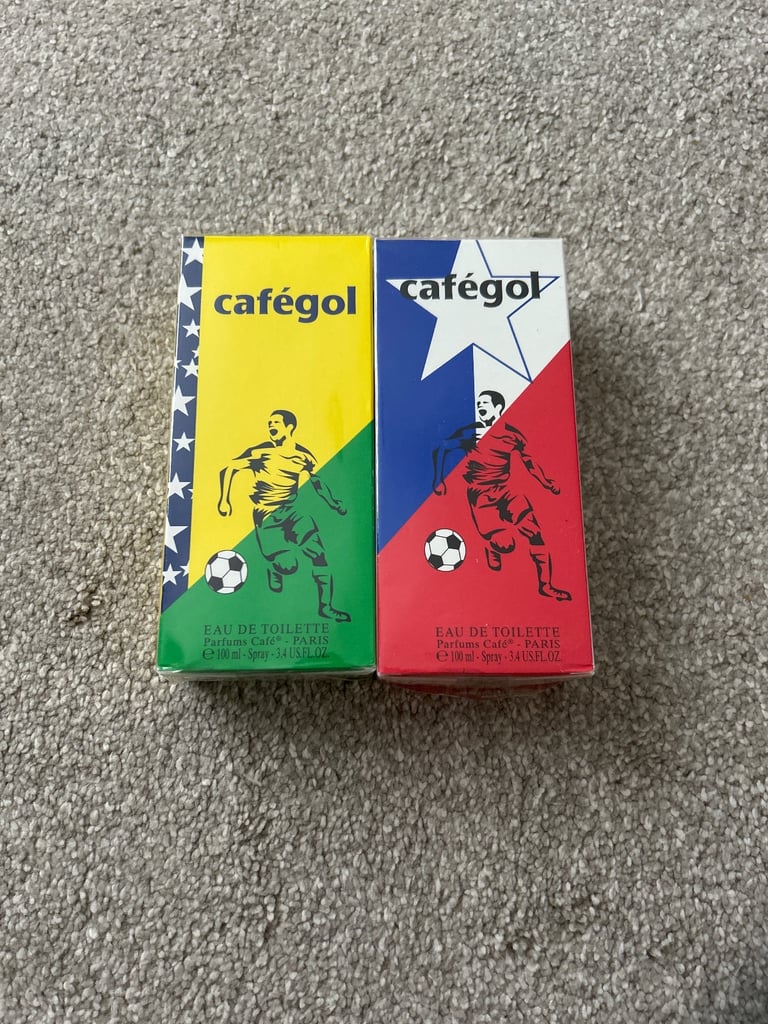 cafégol
EAU DE TOILETTE
Parfums Café® - PARIS
℮ 100 ml - Spray - 3.4 US.FL.OZ.
cafégol
EAU DE TOILETTE
Parfums Café® - PARIS
℮ 100 ml - Spray - 3.4 US.FL.OZ.